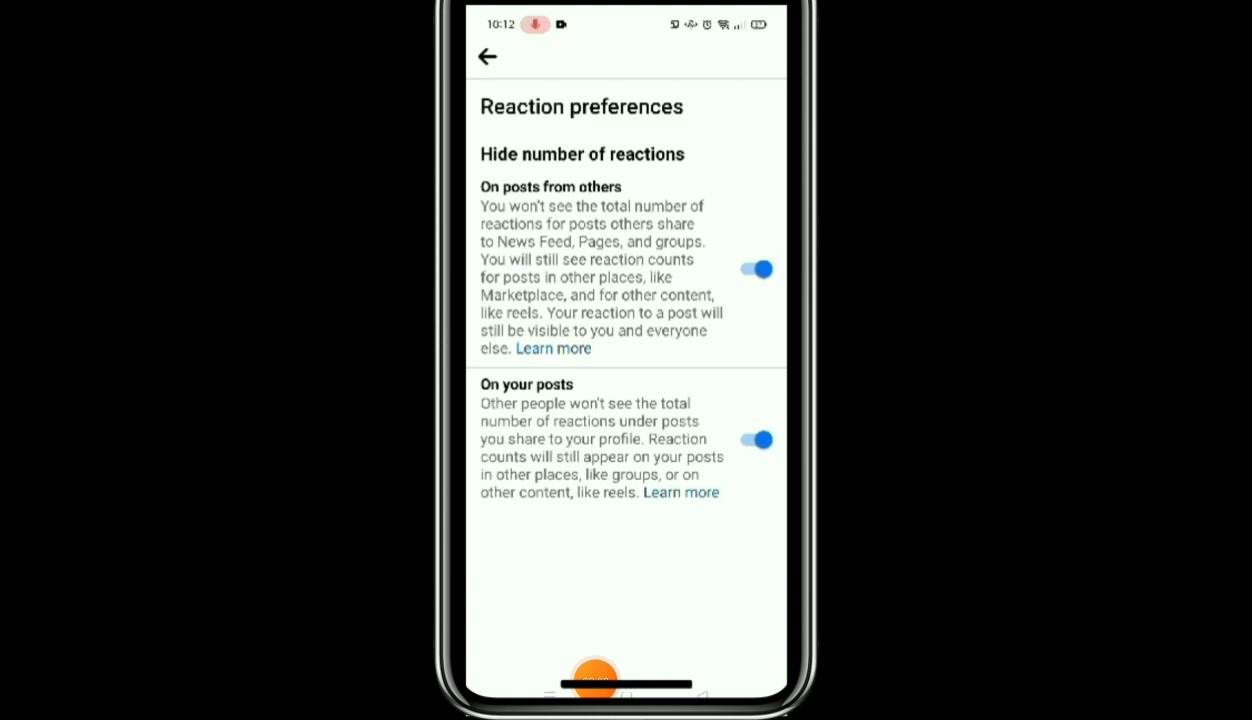 10:12
Reaction preferences
Hide number of reactions
On posts from others
You won't see the total number of
reactions for posts others share
to News Feed, Pages, and groups.
You will still see reaction counts
for posts in other places, like
Marketplace, and for other content,
like reels. Your reaction to a post will
still be visible to you and everyone
else. Learn more
On your posts
Other people won't see the total
number of reactions under posts
you share to your profile. Reaction
counts will still appear on your posts
in other places, like groups, or on
other content, like reels. Learn more